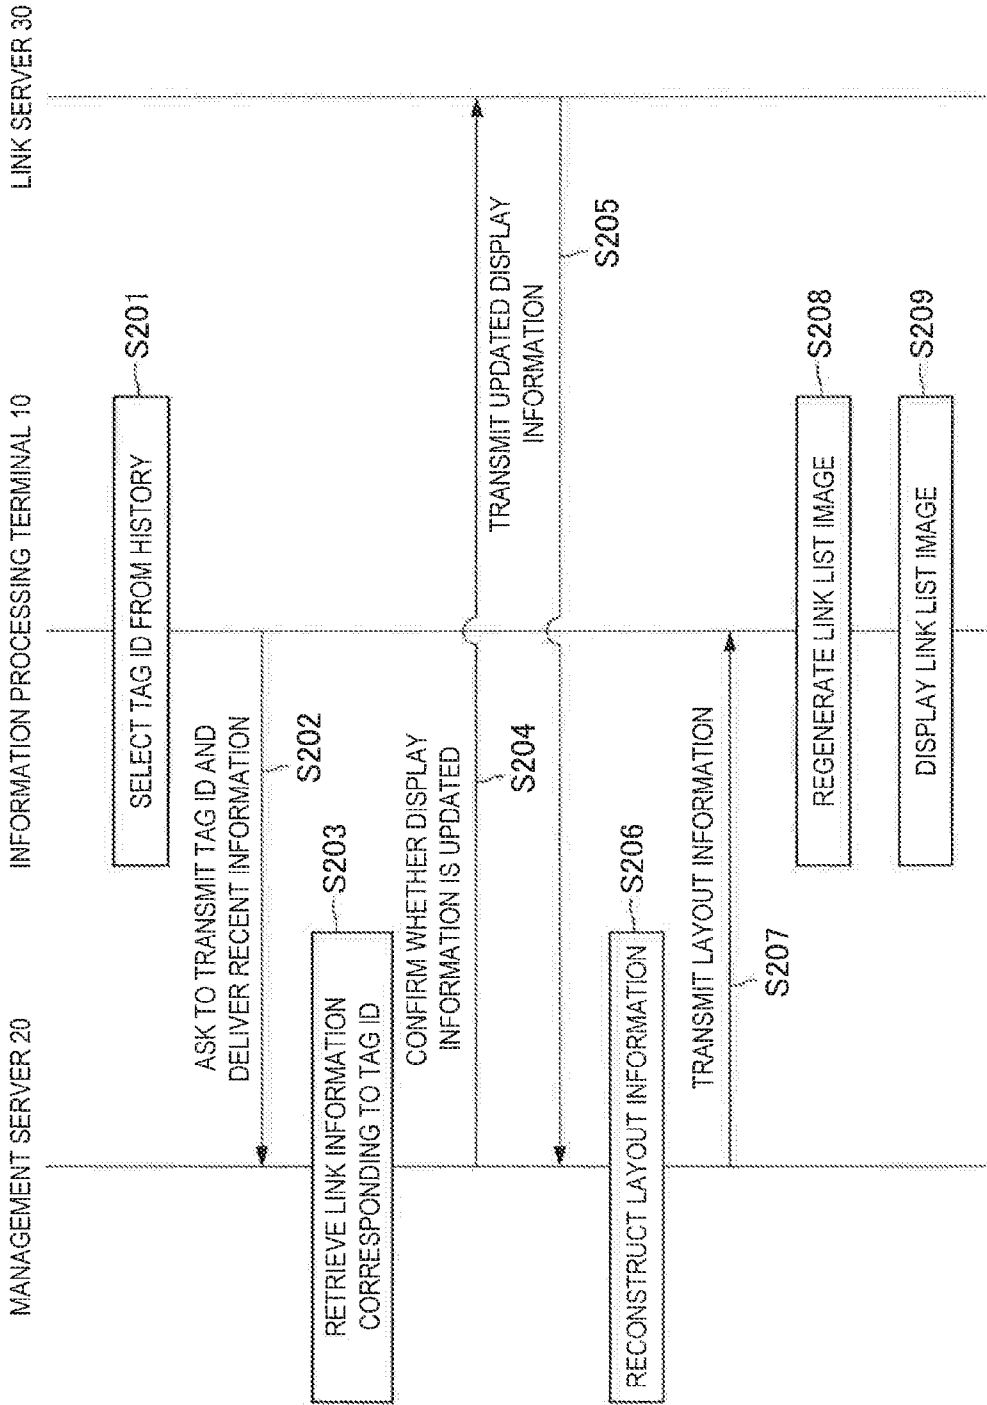 MANAGEMENT SERVER 20
INFORMATION PROCESSING TERMINAL 10
LINK SERVER 30
SELECT TAG ID FROM HISTORY
S201
ASK TO TRANSMIT TAG ID AND
DELIVER RECENT INFORMATION
S202
RETRIEVE LINK INFORMATION
CORRESPONDING TO TAG ID
S203
CONFIRM WHETHER DISPLAY
INFORMATION IS UPDATED
S204
TRANSMIT UPDATED DISPLAY
INFORMATION
S205
RECONSTRUCT LAYOUT INFORMATION
S206
TRANSMIT LAYOUT INFORMATION
S207
REGENERATE LINK LIST IMAGE
S208
DISPLAY LINK LIST IMAGE
S209